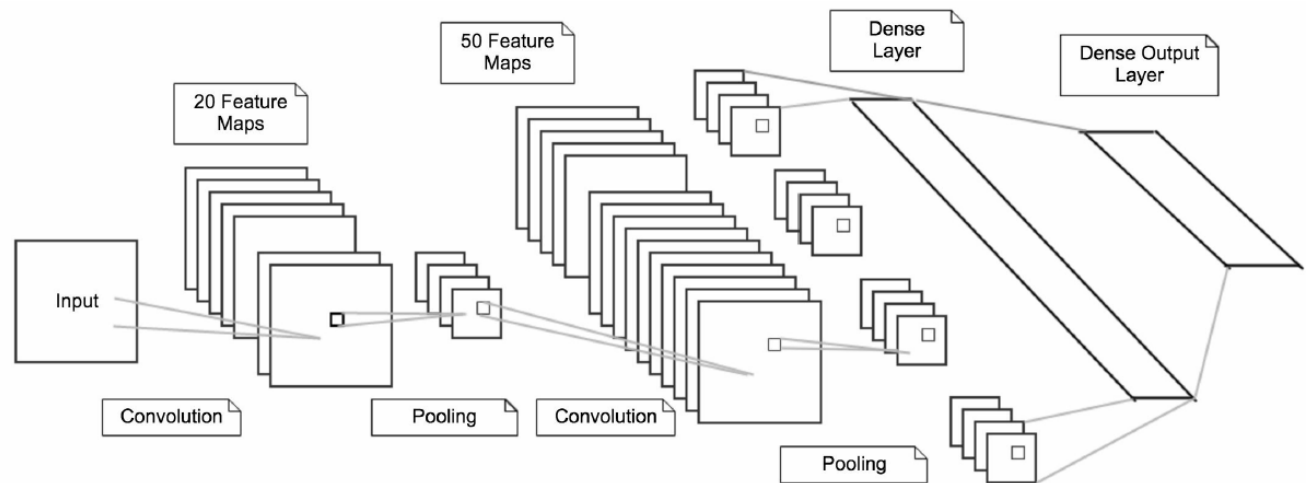 50 Feature
Maps
Dense
Layer
Dense Output
Layer
20 Feature
Maps
Input
Convolution
Pooling
Convolution
Pooling